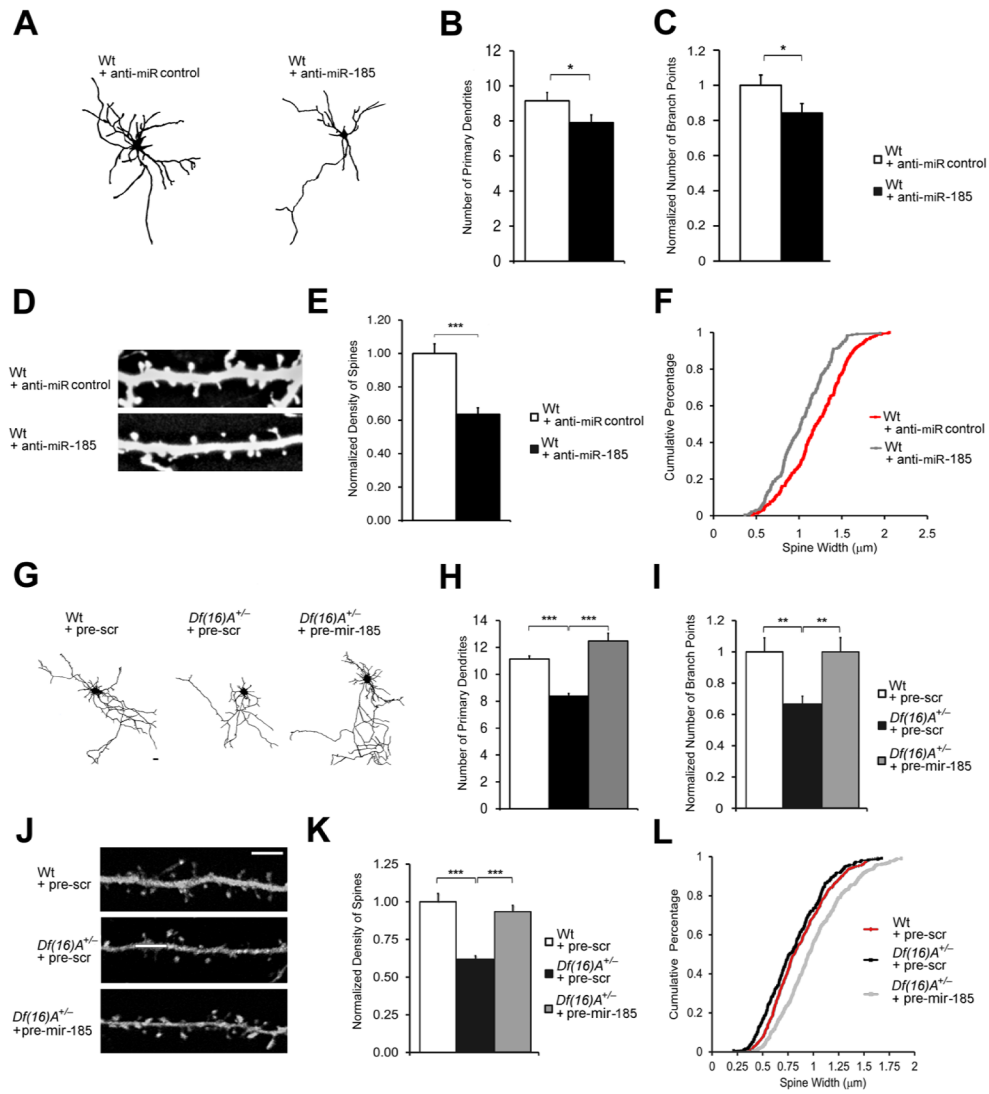 A
Wt
+ anti-miR control
Wt
+ anti-miR-185
B
Number of Primary Dendrites
12
10
8
6
4
2
0
*
C
Normalized Number of Branch Points
1.2
1
0.8
0.6
0.4
0.2
0
*
Wt
+ anti-miR control
Wt
+ anti-miR-185
D
Wt
+ anti-miR control
Wt
+ anti-miR-185
E
Normalized Density of Spines
1.20
1.00
0.80
0.60
0.40
0.20
0.00
***
Wt
+ anti-miR control
Wt
+ anti-miR-185
F
Cumulative Percentage
1
0.8
0.6
0.4
0.2
0
0 0.5 1 1.5 2 2.5
Spine Width (μm)
Wt
+ anti-miR control
Wt
+ anti-miR-185
G
Wt
+ pre-scr
Df(16)A+/–
+ pre-scr
Df(16)A+/–
+ pre-mir-185
H
Number of Primary Dendrites
14
12
10
8
6
4
2
0
*** ***
I
Normalized Number of Branch Points
1.2
1
0.8
0.6
0.4
0.2
0
** **
Wt
+ pre-scr
Df(16)A+/–
+ pre-scr
Df(16)A+/–
+ pre-mir-185
J
Wt
+ pre-scr
Df(16)A+/–
+ pre-scr
Df(16)A+/–
+pre-mir-185
K
Normalized Density of Spines
1.25
1.00
0.75
0.50
0.25
0.00
*** ***
Wt
+ pre-scr
Df(16)A+/–
+ pre-scr
Df(16)A+/–
+ pre-mir-185
L
Cumulative Percentage
1
0.8
0.6
0.4
0.2
0
0.25 0.5 0.75 1 1.25 1.5 1.75 2
Spine Width (μm)
Wt
+ pre-scr
Df(16)A+/–
+ pre-scr
Df(16)A+/–
+ pre-mir-185